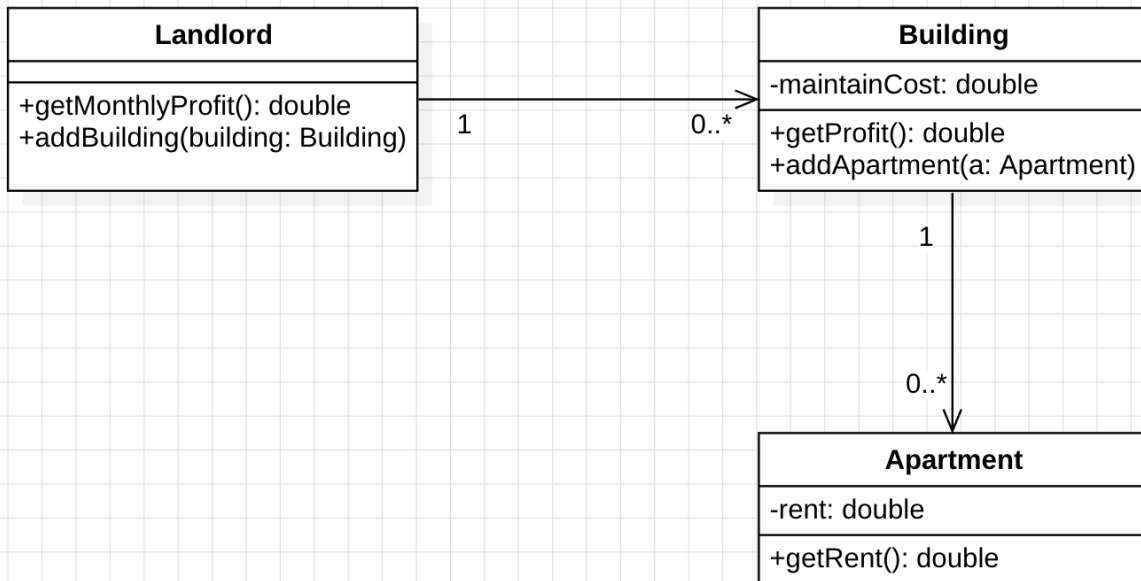 Landlord
+getMonthlyProfit(): double
+addBuilding(building: Building)
1
0..*
Building
-maintainCost: double
+getProfit(): double
+addApartment(a: Apartment)
1
0..*
Apartment
-rent: double
+getRent(): double